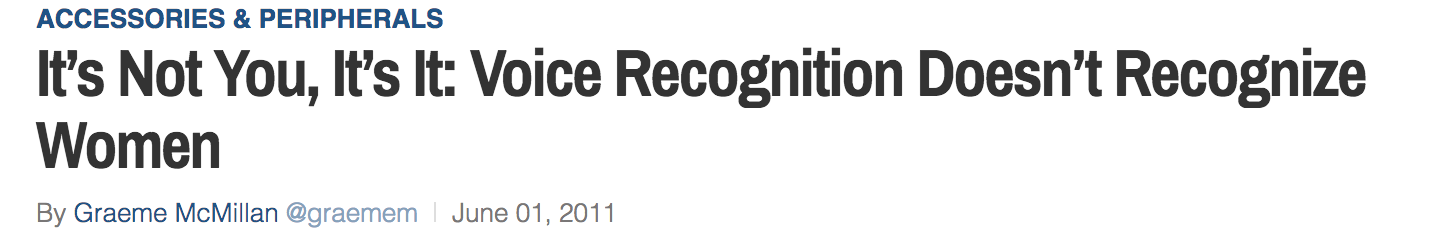 ACCESSORIES & PERIPHERALS
It’s Not You, It’s It: Voice Recognition Doesn’t Recognize
Women
By Graeme McMillan @graemem | June 01, 2011